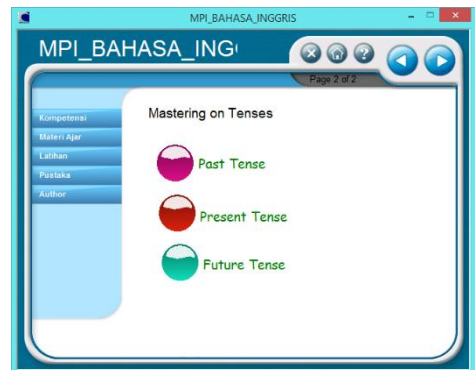 MPI_BAHASA_INGGRIS
MPI_BAHASA_ING
Page 2 of 2
Kompetensi
Materi Ajar
Latihan
Pustaka
Author
Mastering on Tenses
Past Tense
Present Tense
Future Tense